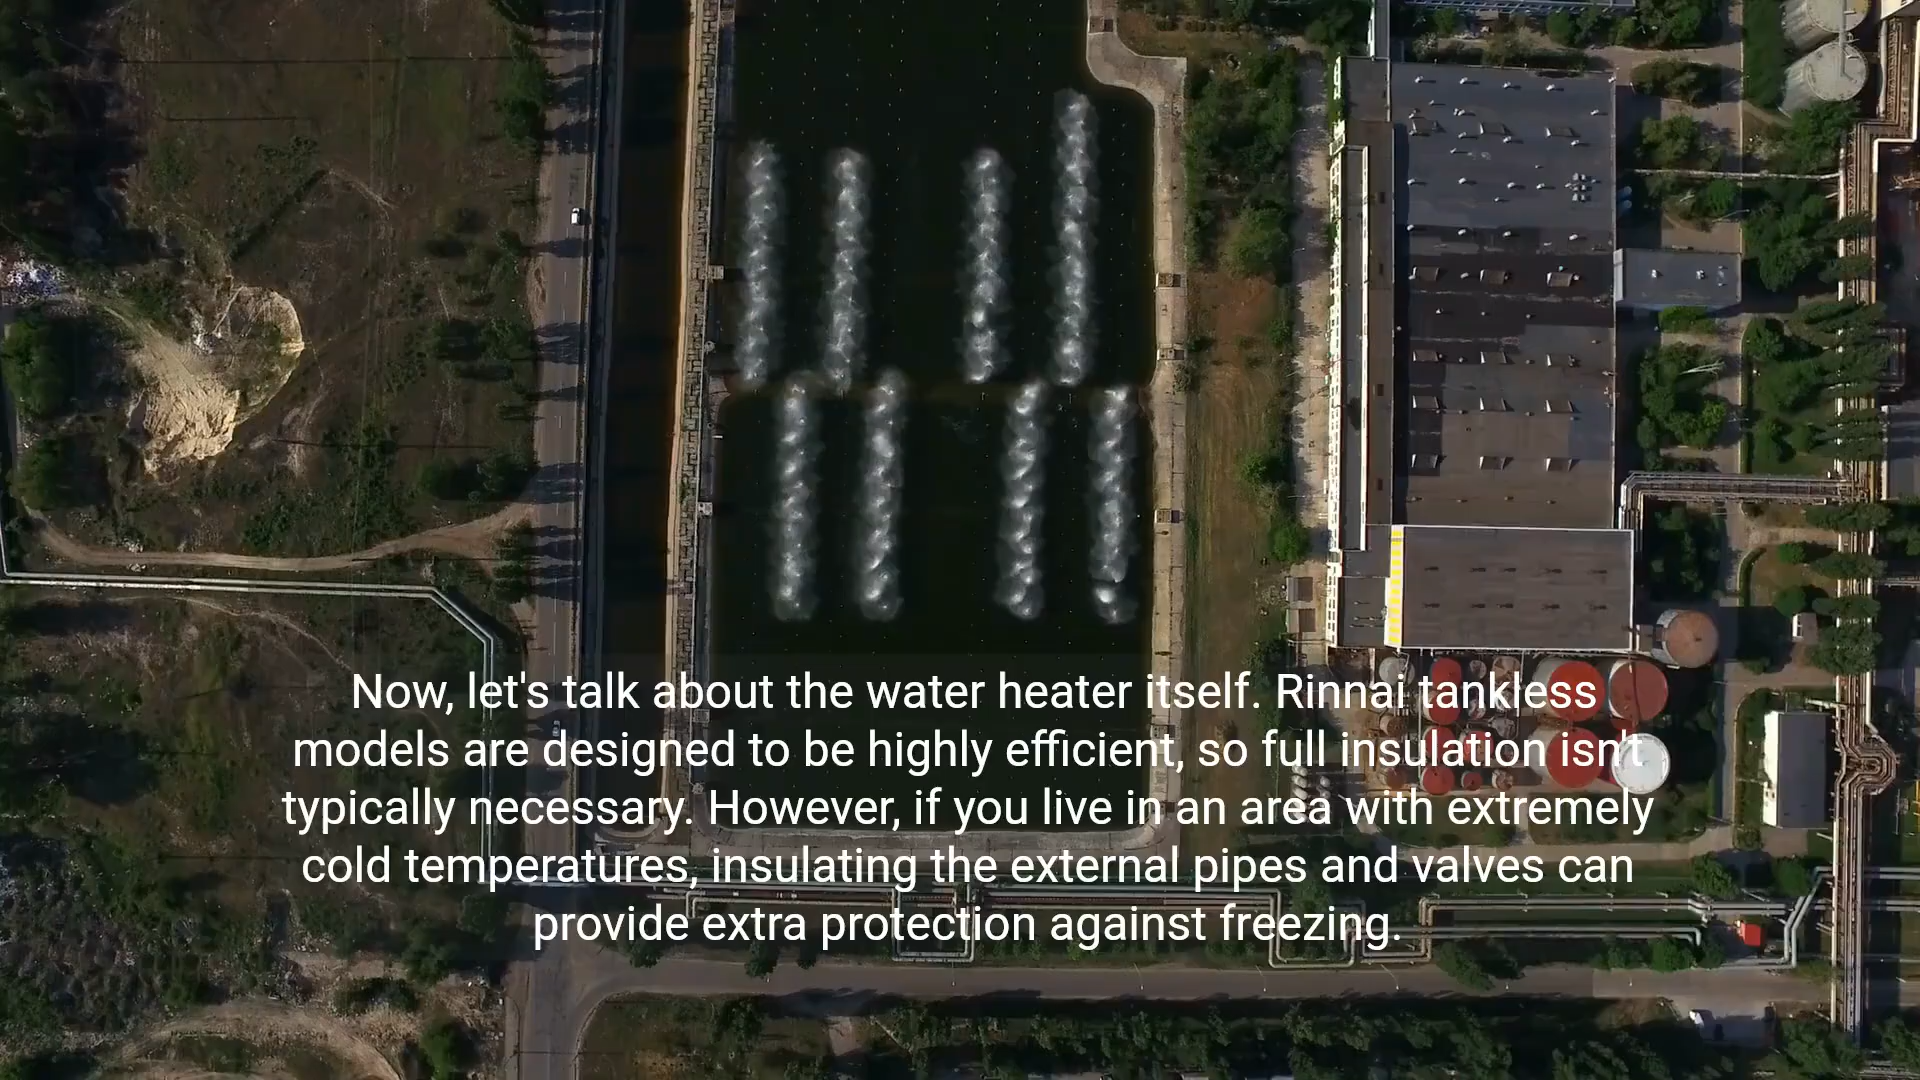 Now, let's talk about the water heater itself. Rinnai tankless
models are designed to be highly efficient, so full insulation isn't
typically necessary. However, if you live in an area with extremely
cold temperatures, insulating the external pipes and valves can
provide extra protection against freezing.